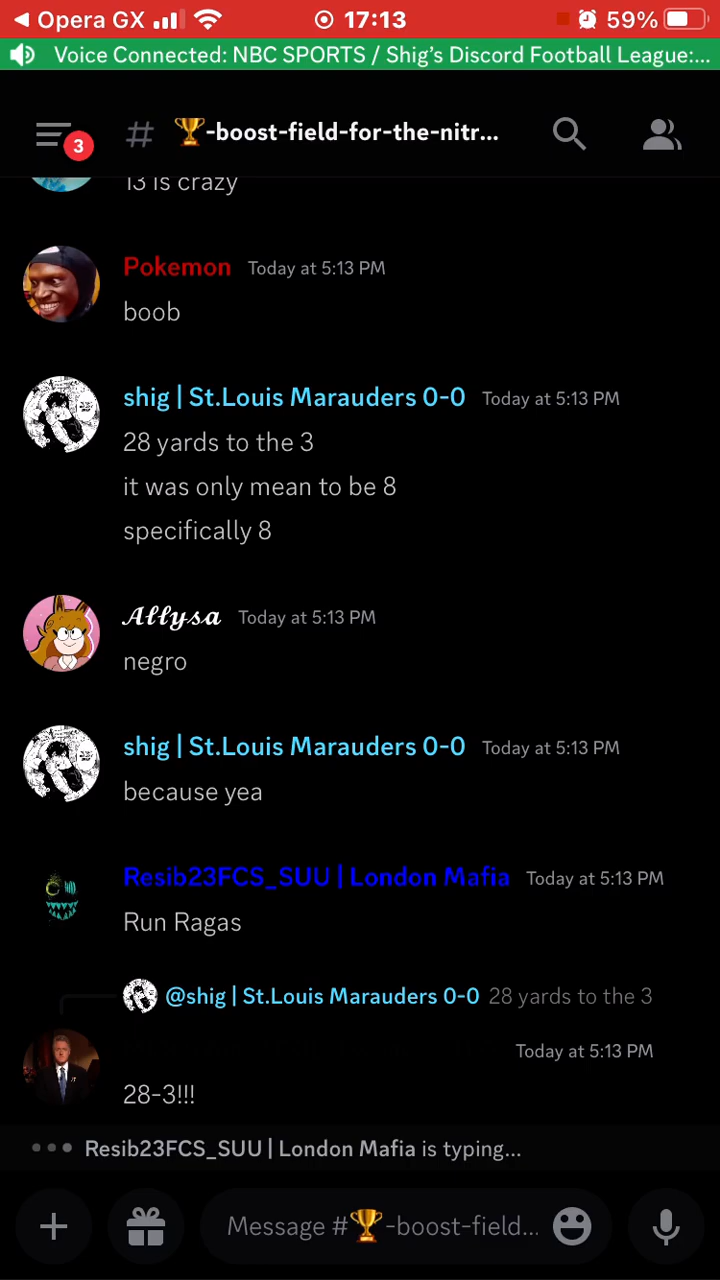 Opera GX 17:13 59%
Voice Connected: NBC SPORTS / Shig's Discord Football League:...
3 # 🏆-boost-field-for-the-nitr...
13 is crazy
Pokemon Today at 5:13 PM
boob
shig | St.Louis Marauders 0-0 Today at 5:13 PM
28 yards to the 3
it was only mean to be 8
specifically 8
Allysa Today at 5:13 PM
negro
shig | St.Louis Marauders 0-0 Today at 5:13 PM
because yea
Resib23FCS_SUU | London Mafia Today at 5:13 PM
Run Ragas
@shig | St.Louis Marauders 0-0 28 yards to the 3
Today at 5:13 PM
28-3!!!
Resib23FCS_SUU | London Mafia is typing...
Message #🏆-boost-field...